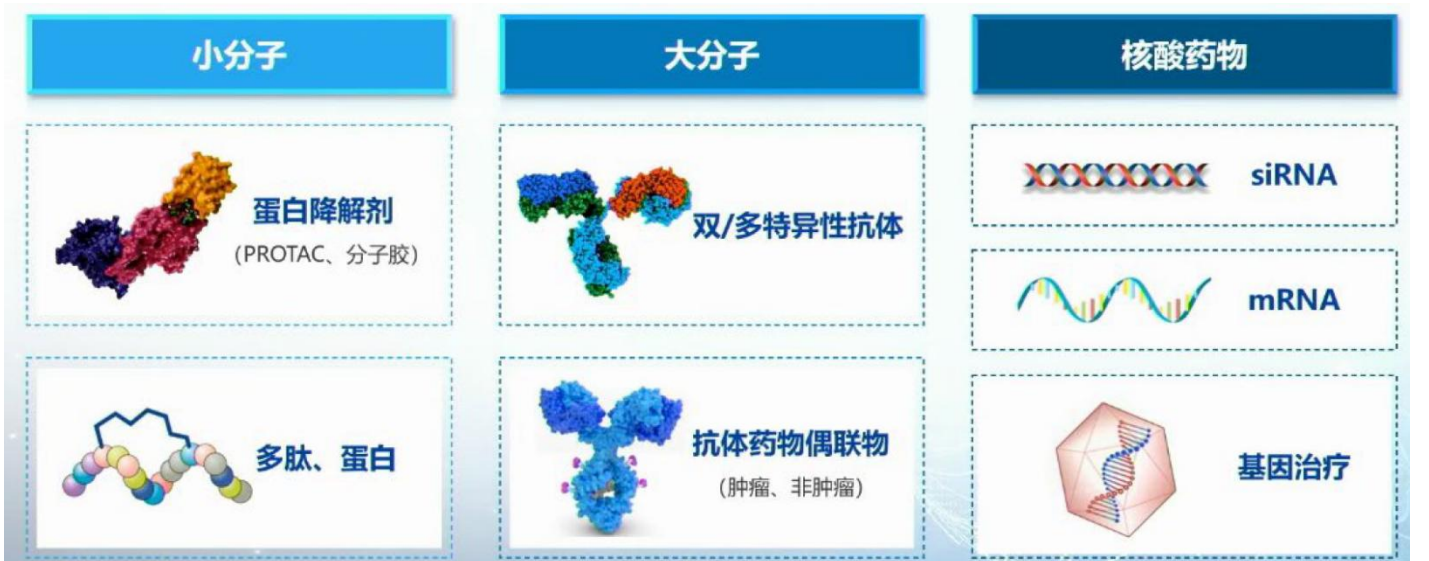 小分子
蛋白降解剂
(PROTAC、分子胶)
多肽、蛋白
大分子
双/多特异性抗体
抗体药物偶联物
(肿瘤、非肿瘤)
核酸药物
siRNA
mRNA
基因治疗